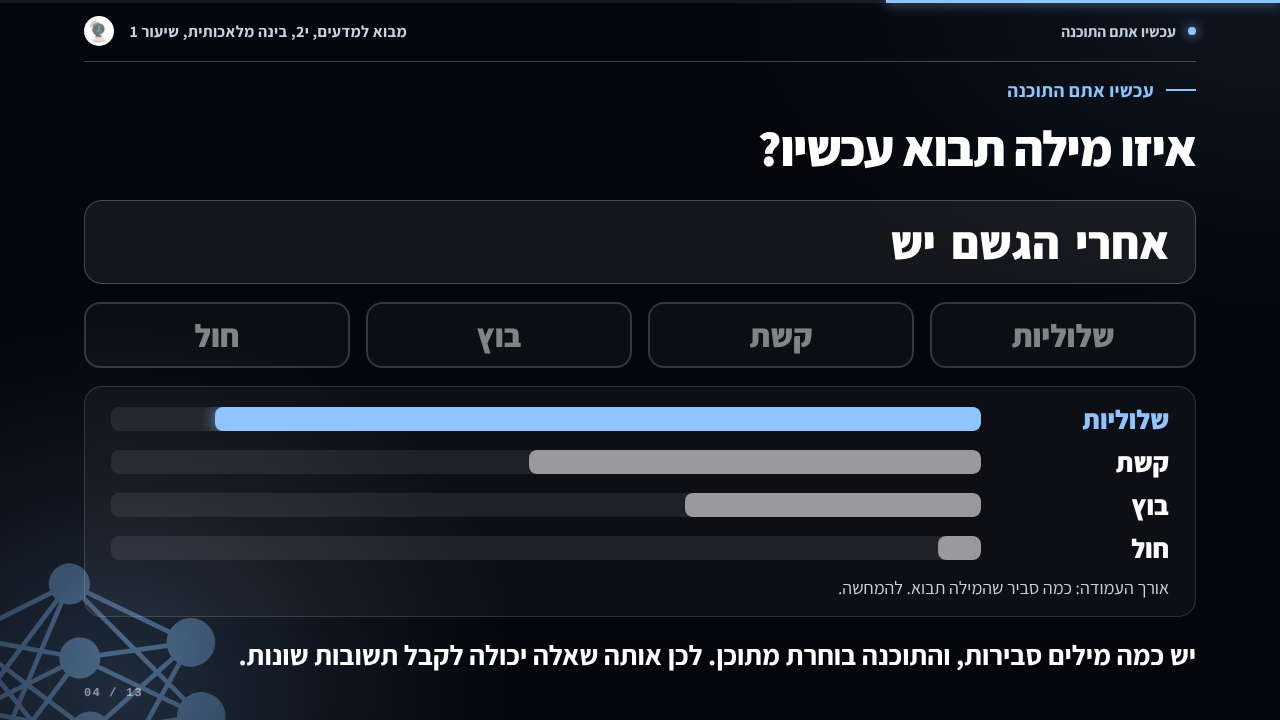 עכשיו אתם התוכנה
מבוא למדעים, י2, בינה מלאכותית, שיעור 1
עכשיו אתם התוכנה
איזו מילה תבוא עכשיו?
אחרי הגשם יש
שלוליות
קשת
בוץ
חול
שלוליות
קשת
בוץ
חול
אורך העמודה: כמה סביר שהמילה תבוא. להמחשה.
יש כמה מילים סבירות, והתוכנה בוחרת מתוכן. לכן אותה שאלה יכולה לקבל תשובות שונות.
04 / 13